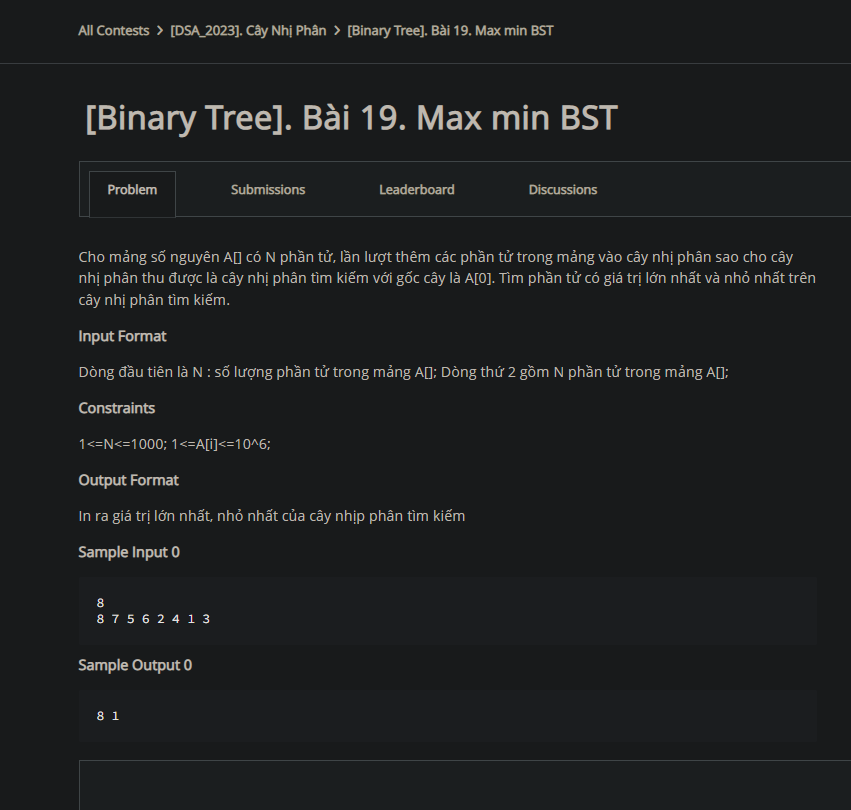 All Contests > [DSA_2023]. Cây Nhị Phân > [Binary Tree]. Bài 19. Max min BST
[Binary Tree]. Bài 19. Max min BST
Problem Submissions Leaderboard Discussions
Cho mảng số nguyên A[] có N phần tử, lần lượt thêm các phần tử trong mảng vào cây nhị phân sao cho cây
nhị phân thu được là cây nhị phân tìm kiếm với gốc cây là A[0]. Tìm phần tử có giá trị lớn nhất và nhỏ nhất trên
cây nhị phân tìm kiếm.
Input Format
Dòng đầu tiên là N : số lượng phần tử trong mảng A[]; Dòng thứ 2 gồm N phần tử trong mảng A[];
Constraints
1<=N<=1000; 1<=A[i]<=10^6;
Output Format
In ra giá trị lớn nhất, nhỏ nhất của cây nhịp phân tìm kiếm
Sample Input 0
8
8 7 5 6 2 4 1 3
Sample Output 0
8 1